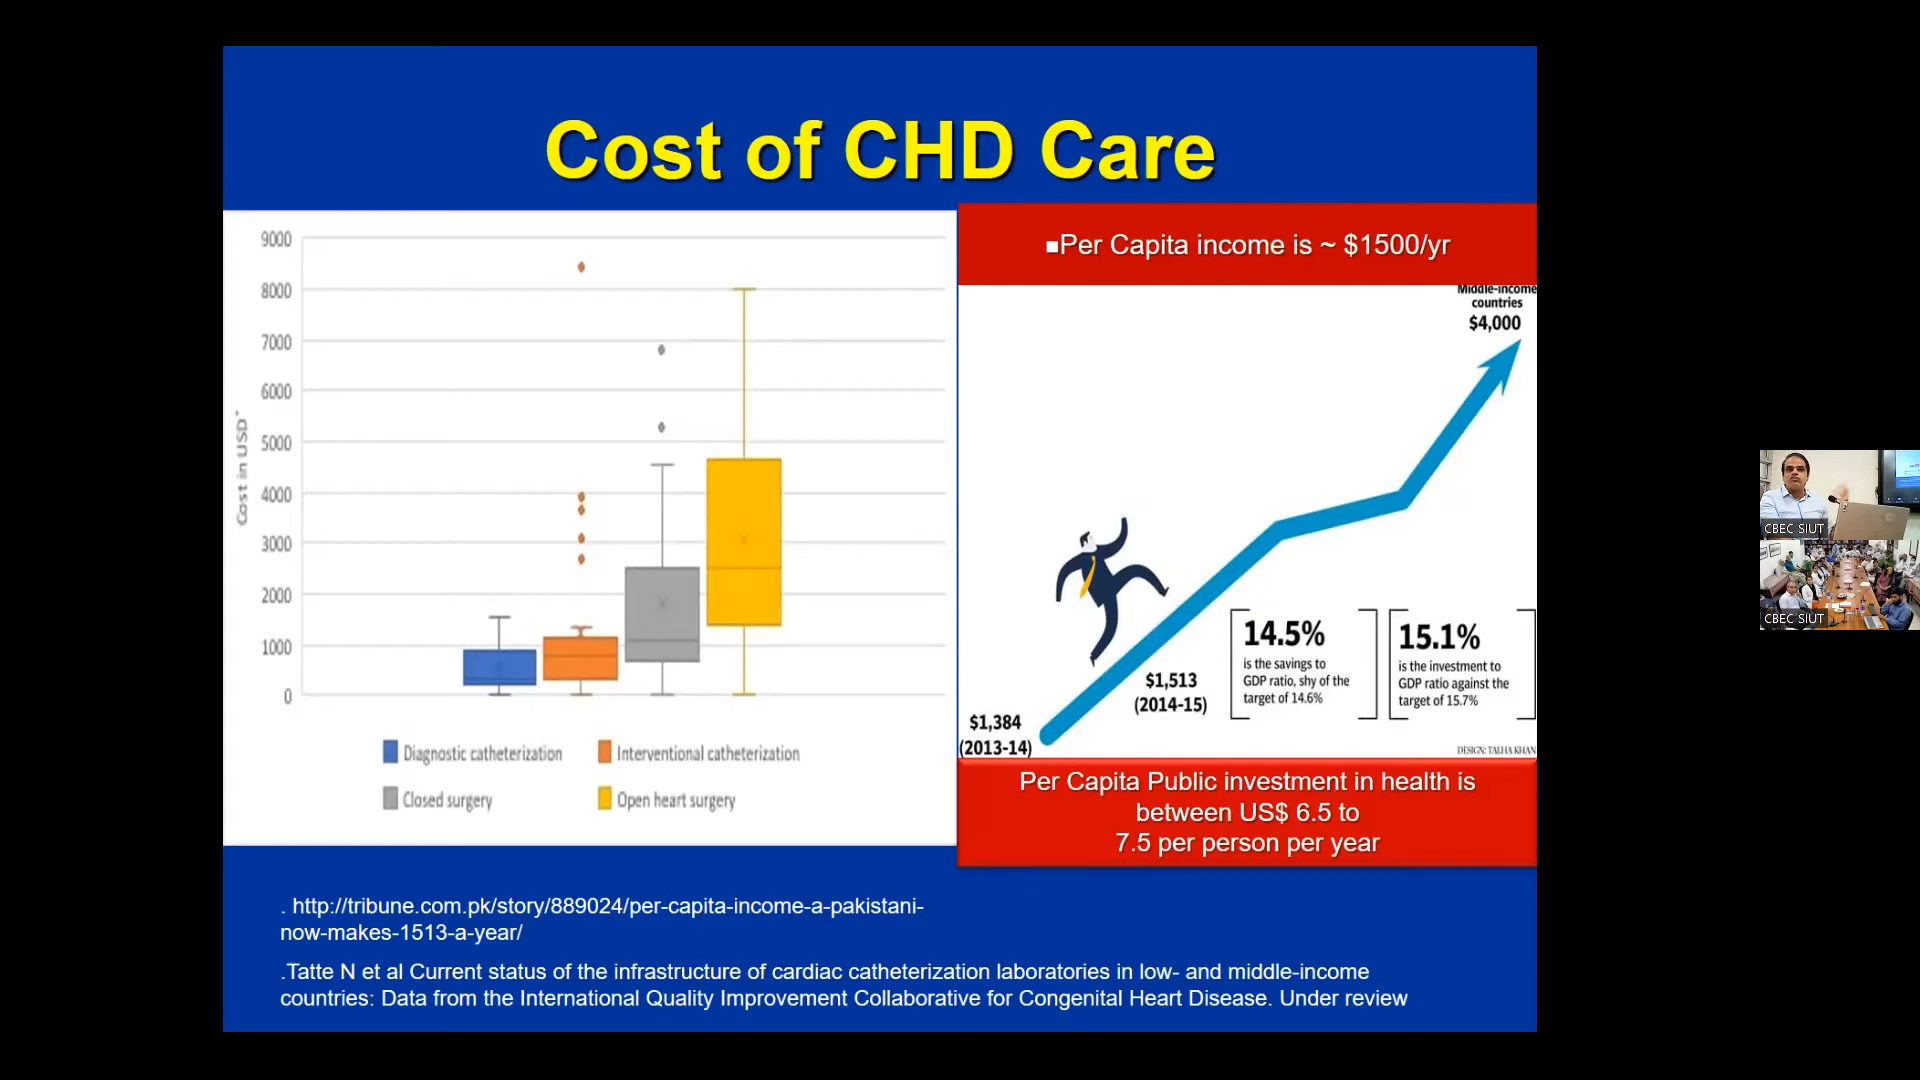 Cost of CHD Care
9000
8000
7000
6000
5000
4000
3000
2000
1000
0
Cost in USD*
Diagnostic catheterization
Interventional catheterization
Closed surgery
Open heart surgery
▪Per Capita income is ~ $1500/yr
Middle-income
countries
$4,000
14.5%
is the savings to
GDP ratio, shy of the
target of 14.6%
15.1%
is the investment to
GDP ratio against the
target of 15.7%
$1,513
(2014-15)
$1,384
(2013-14)
DESIGN: TALHA KHAN
Per Capita Public investment in health is
between US$ 6.5 to
7.5 per person per year
. http://tribune.com.pk/story/889024/per-capita-income-a-pakistani-
now-makes-1513-a-year/
.Tatte N et al Current status of the infrastructure of cardiac catheterization laboratories in low- and middle-income
countries: Data from the International Quality Improvement Collaborative for Congenital Heart Disease. Under review
CBEC SIUT
CBEC SIUT